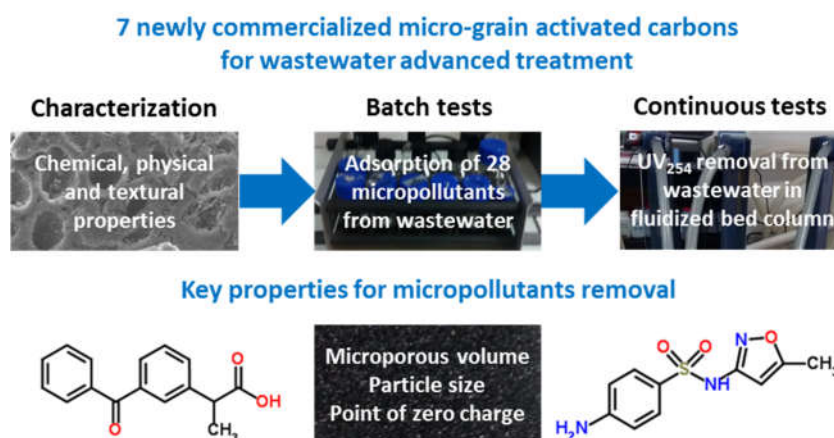 7 newly commercialized micro-grain activated carbons
for wastewater advanced treatment
Characterization
Batch tests
Continuous tests
Chemical, physical
and textural
properties
Adsorption of 28
micropollutants
from wastewater
UV254 removal from
wastewater in
fluidized bed column
Key properties for micropollutants removal
O
OH
CH3
O
Microporous volume
Particle size
Point of zero charge
O
O
S
NH
N
O
CH3
H2N